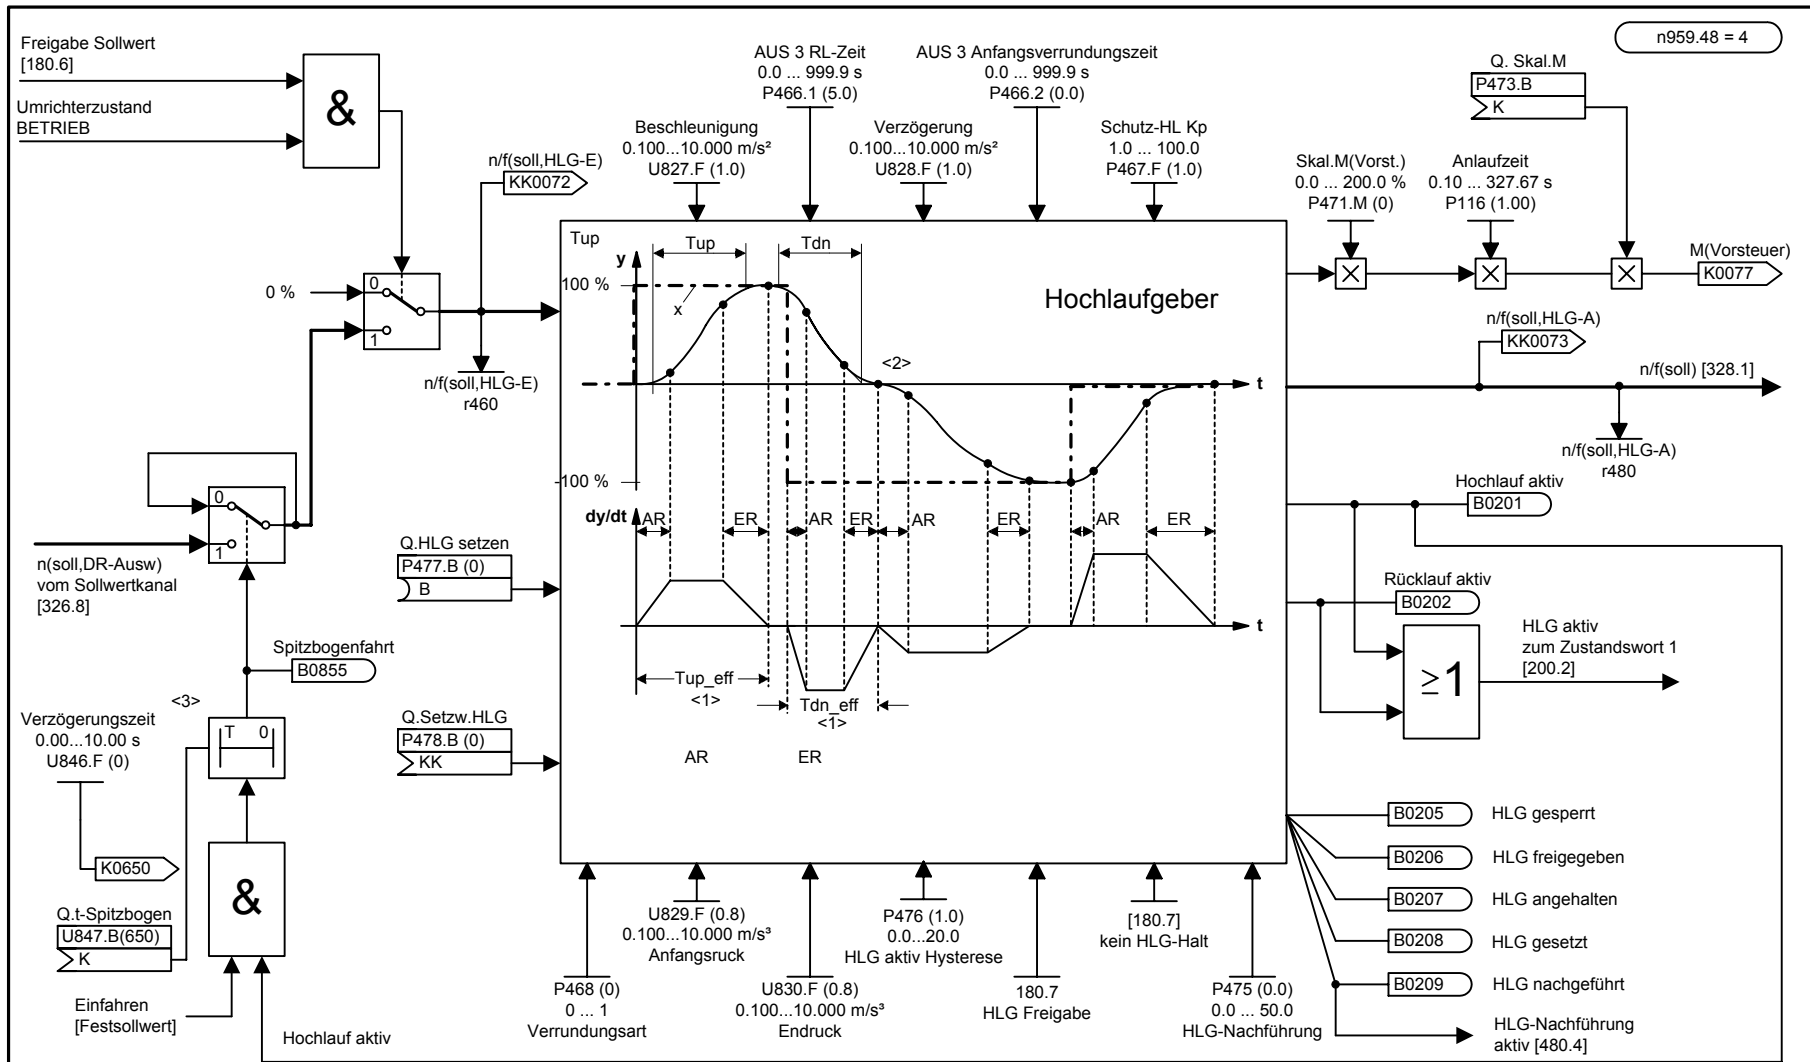 n959.48 = 4
Freigabe Sollwert
[180.6]
Umrichterzustand
BETRIEB
&
n/f(soll,HLG-E)
KK0072
0 %
0
1
n/f(soll,HLG-E)
r460
0
1
n(soll,DR-Ausw)
vom Sollwertkanal
[326.8]
Spitzbogenfahrt
B0855
<3>
Verzögerungszeit
0.00...10.00 s
U846.F (0)
T 0
K0650
&
Q.t-Spitzbogen
U847.B(650)
K
Einfahren
[Festsollwert]
Hochlauf aktiv
AUS 3 RL-Zeit
0.0 ... 999.9 s
P466.1 (5.0)
AUS 3 Anfangsverrundungszeit
0.0 ... 999.9 s
P466.2 (0.0)
Beschleunigung
0.100...10.000 m/s²
U827.F (1.0)
Verzögerung
0.100...10.000 m/s²
U828.F (1.0)
Schutz-HL Kp
1.0 ... 100.0
P467.F (1.0)
Q. Skal.M
P473.B
K
Skal.M(Vorst.)
0.0 ... 200.0 %
P471.M (0)
Anlaufzeit
0.10 ... 327.67 s
P116 (1.00)
M(Vorsteuer)
K0077
Tup
Tup
Tdn
y
100 %
x
Hochlaufgeber
<2>
t
-100 %
dy/dt
AR
ER
AR
ER
AR
ER
AR
ER
t
Tup_eff
<1>
Tdn_eff
<1>
AR
ER
Q.HLG setzen
P477.B (0)
B
Q.Setzw.HLG
P478.B (0)
KK
n/f(soll,HLG-A)
KK0073
n/f(soll) [328.1]
n/f(soll,HLG-A)
r480
Hochlauf aktiv
B0201
Rücklauf aktiv
B0202
≥1
HLG aktiv
zum Zustandswort 1
[200.2]
B0205 HLG gesperrt
B0206 HLG freigegeben
B0207 HLG angehalten
B0208 HLG gesetzt
B0209 HLG nachgeführt
HLG-Nachführung
aktiv [480.4]
P468 (0)
0 ... 1
Verrundungsart
U829.F (0.8)
0.100...10.000 m/s³
Anfangsruck
U830.F (0.8)
0.100...10.000 m/s³
Endruck
P476 (1.0)
0.0...20.0
HLG aktiv Hysterese
180.7
HLG Freigabe
[180.7]
kein HLG-Halt
P475 (0.0)
0.0 ... 50.0
HLG-Nachführung